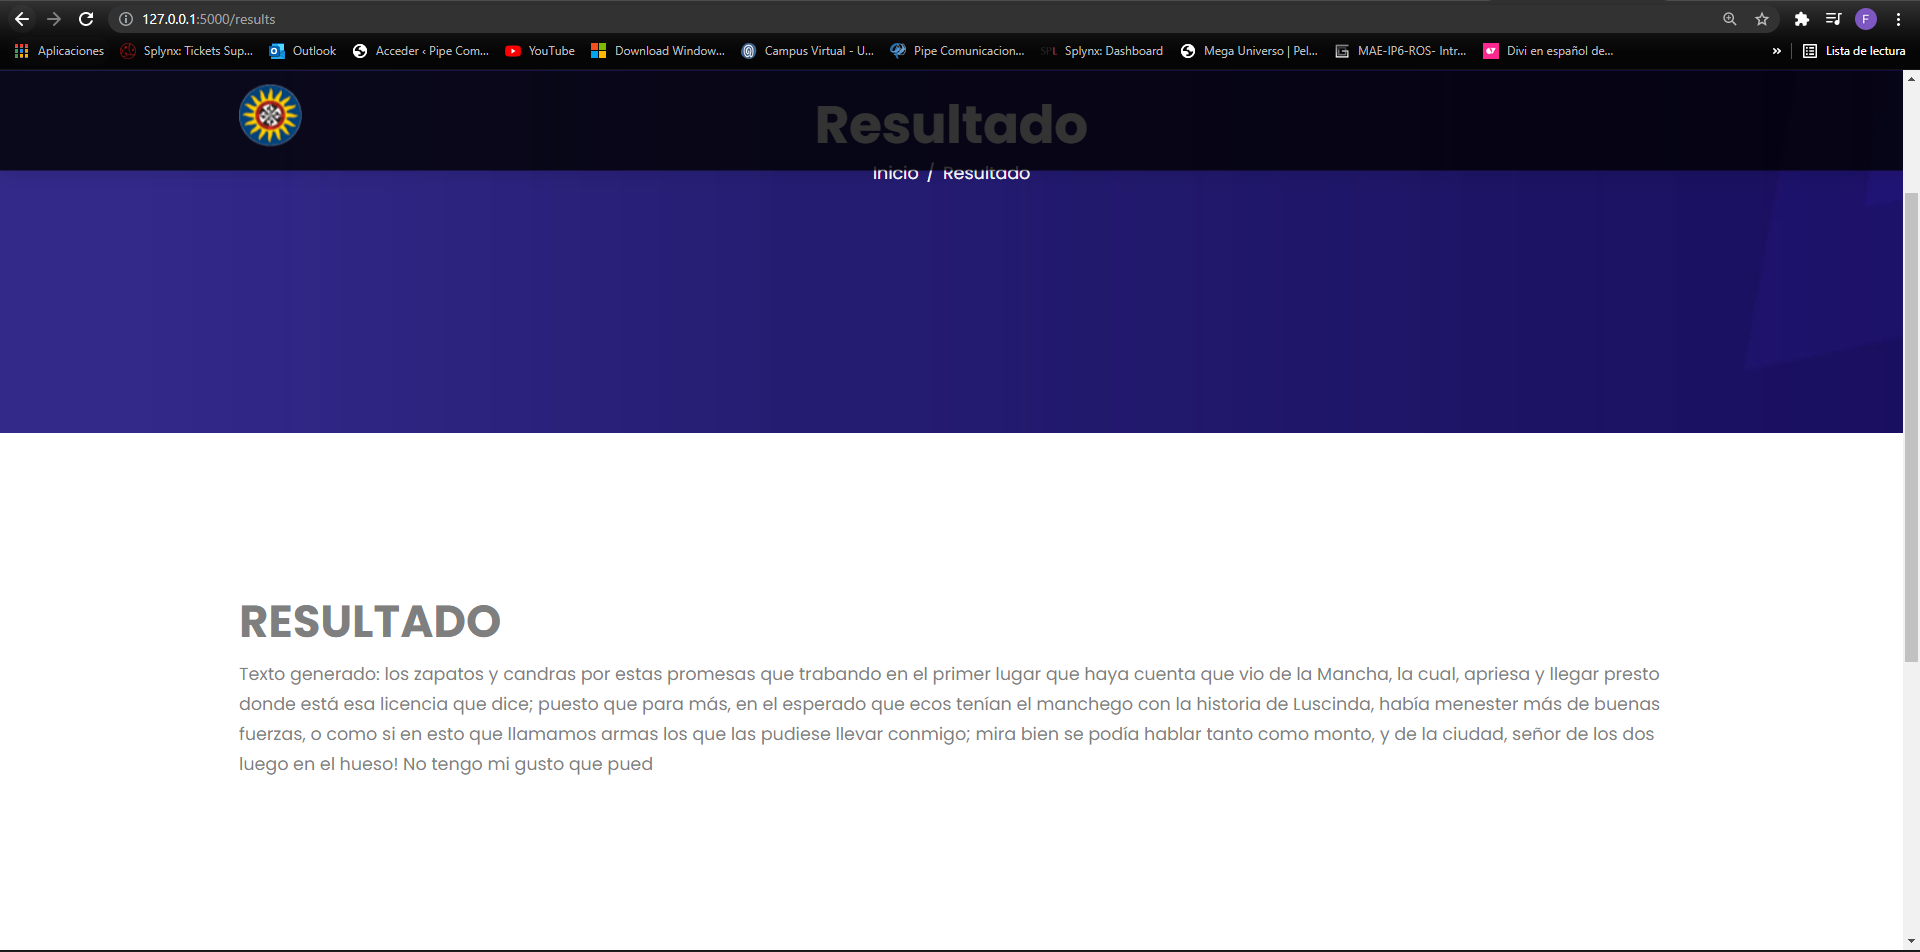 127.0.0.1:5000/results
Aplicaciones Splynx: Tickets Sup... Outlook Acceder ‹ Pipe Com... YouTube Download Window... Campus Virtual - U... Pipe Comunicacion... SPL Splynx: Dashboard Mega Universo | Pel... MAE-IP6-ROS- Intr... Divi en español de... » Lista de lectura
F
Resultado
Inicio / Resultado
RESULTADO
Texto generado: los zapatos y candras por estas promesas que trabando en el primer lugar que haya cuenta que vio de la Mancha, la cual, apriesa y llegar presto
donde está esa licencia que dice; puesto que para más, en el esperado que ecos tenían el manchego con la historia de Luscinda, había menester más de buenas
fuerzas, o como si en esto que llamamos armas los que las pudiese llevar conmigo; mira bien se podía hablar tanto como monto, y de la ciudad, señor de los dos
luego en el hueso! No tengo mi gusto que pued